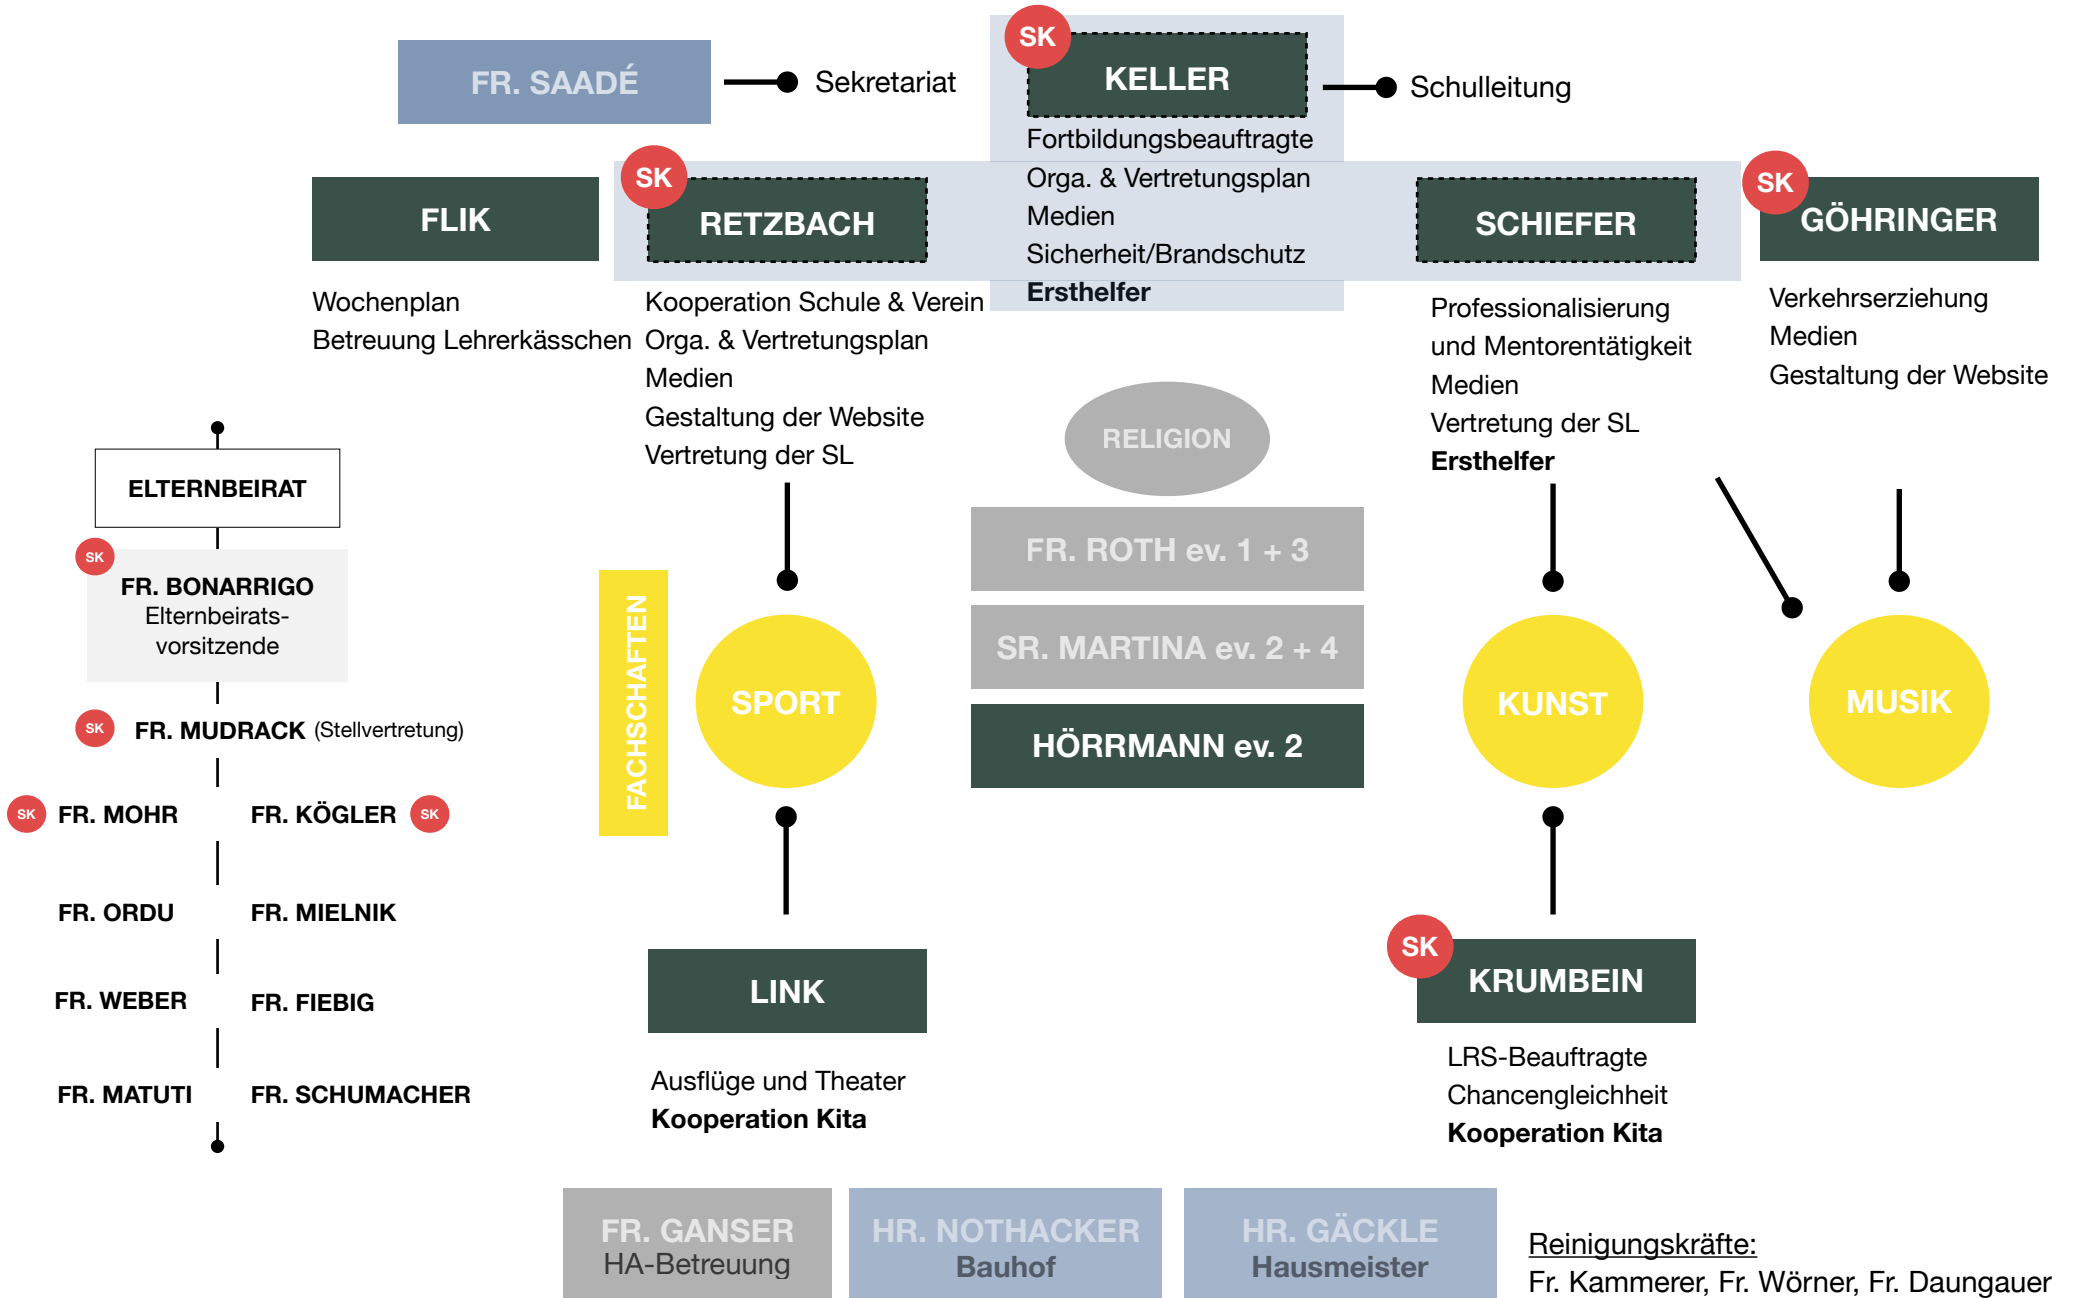 FR. SAADÉ
Sekretariat
SK
KELLER
Schulleitung
Fortbildungsbeauftragte
Orga. & Vertretungsplan
Medien
Sicherheit/Brandschutz
Ersthelfer
FLIK
Wochenplan
Betreuung Lehrerkässchen
SK
RETZBACH
Kooperation Schule & Verein
Orga. & Vertretungsplan
Medien
Gestaltung der Website
Vertretung der SL
SCHIEFER
Professionalisierung
und Mentorentätigkeit
Medien
Vertretung der SL
Ersthelfer
SK
GÖHRINGER
Verkehrserziehung
Medien
Gestaltung der Website
ELTERNBEIRAT
SK
FR. BONARRIGO
Elternbeirats-
vorsitzende
SK
FR. MUDRACK (Stellvertretung)
SK FR. MOHR
FR. KÖGLER SK
FR. ORDU
FR. MIELNIK
FR. WEBER
FR. FIEBIG
FR. MATUTI
FR. SCHUMACHER
FACHSCHAFTEN
SPORT
RELIGION
FR. ROTH ev. 1 + 3
SR. MARTINA ev. 2 + 4
HÖRRMANN ev. 2
KUNST
MUSIK
LINK
Ausflüge und Theater
Kooperation Kita
SK
KRUMBEIN
LRS-Beauftragte
Chancengleichheit
Kooperation Kita
FR. GANSER
HA-Betreuung
HR. NOTHACKER
Bauhof
HR. GÄCKLE
Hausmeister
Reinigungskräfte:
Fr. Kammerer, Fr. Wörner, Fr. Daungauer